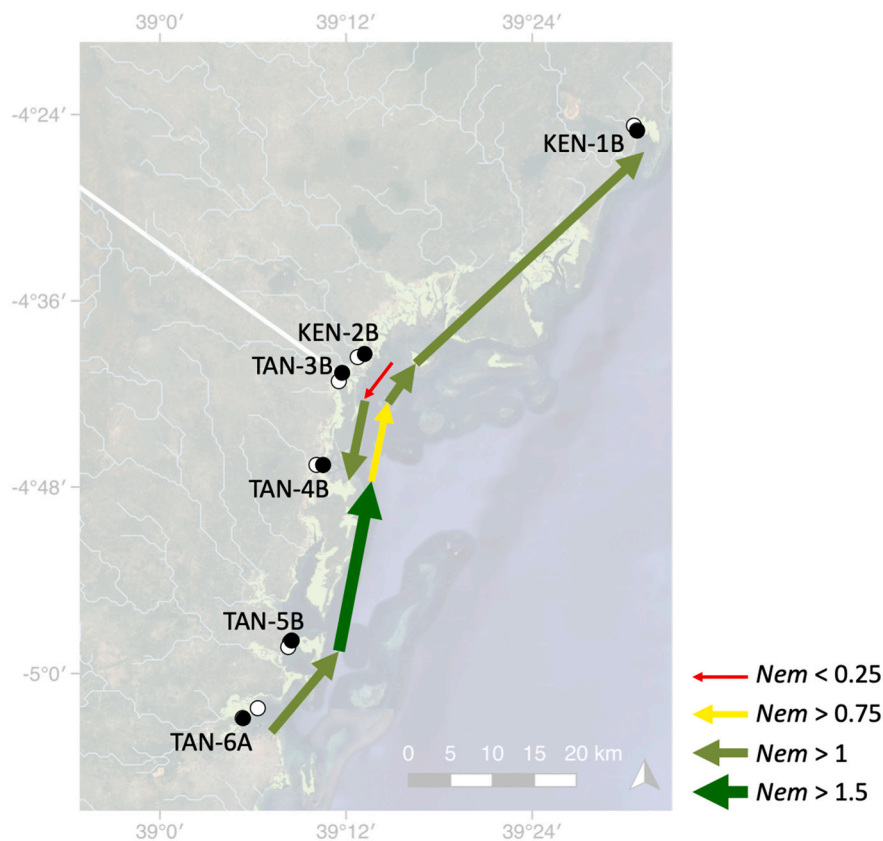 39°0′ 39°12′ 39°24′
-4°24′
KEN-1B
-4°36′
KEN-2B
TAN-3B
-4°48′
TAN-4B
TAN-5B
-5°0′
TAN-6A
0 5 10 15 20 km
Nem < 0.25
Nem > 0.75
Nem > 1
Nem > 1.5
39°0′ 39°12′ 39°24′